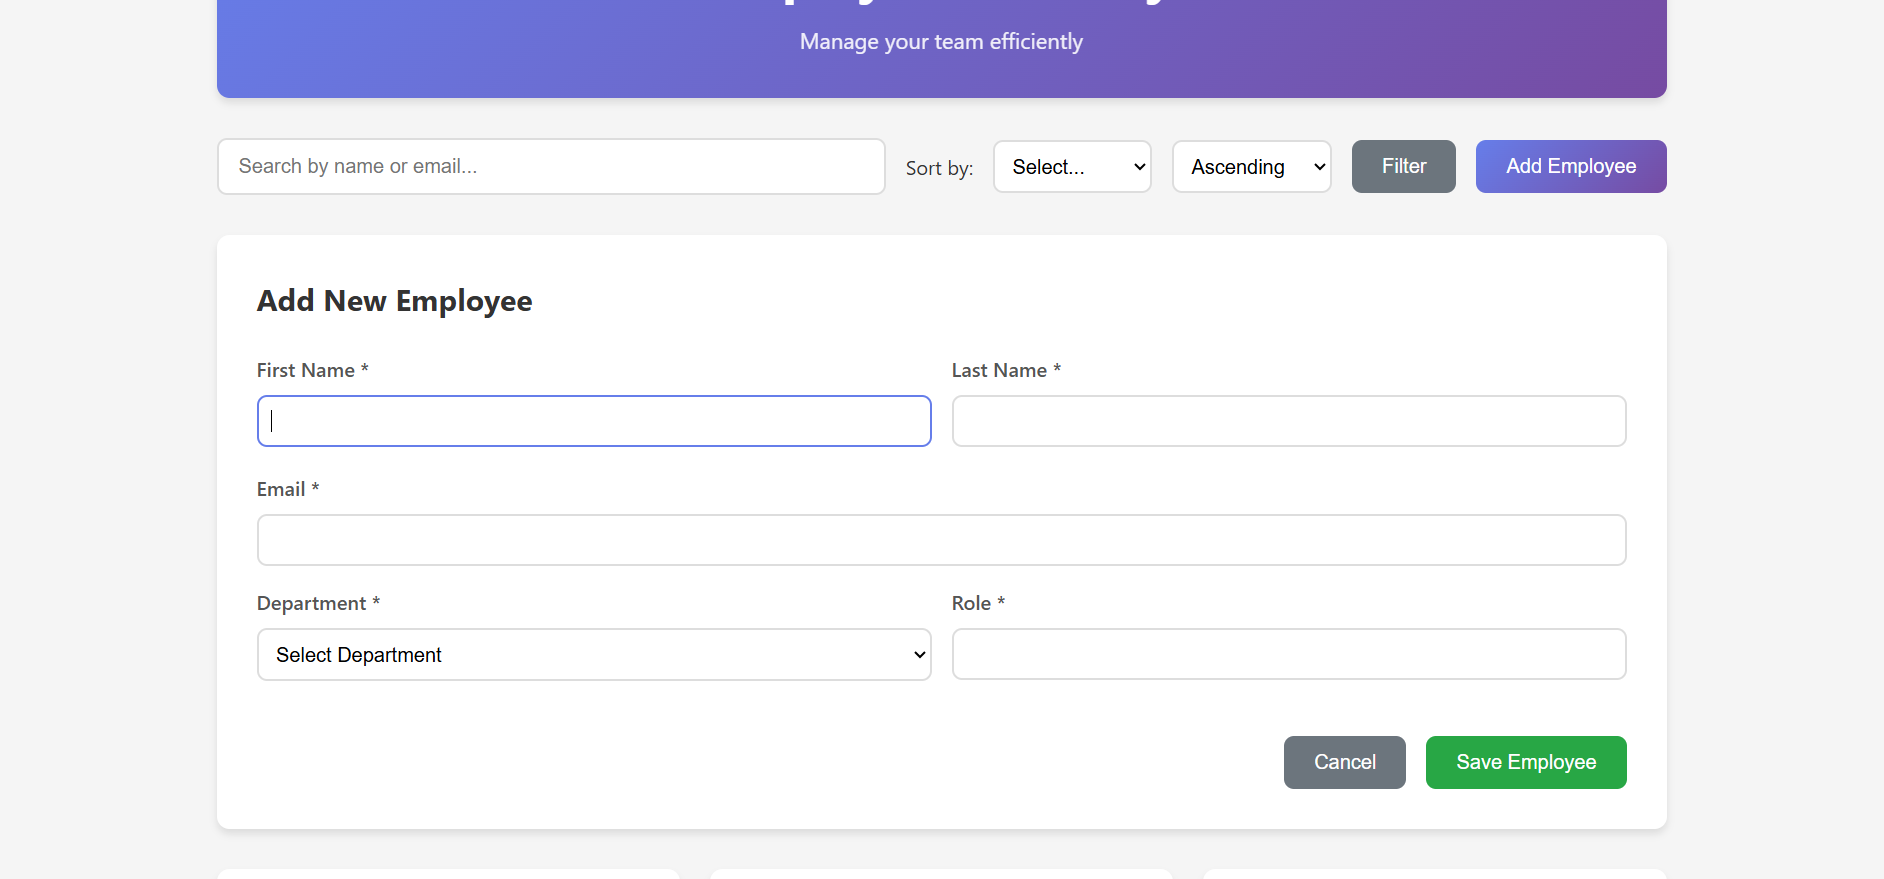 Manage your team efficiently
Search by name or email...
Sort by:
Select...
Ascending
Filter
Add Employee
Add New Employee
First Name *
Last Name *
Email *
Department *
Role *
Select Department
Cancel
Save Employee